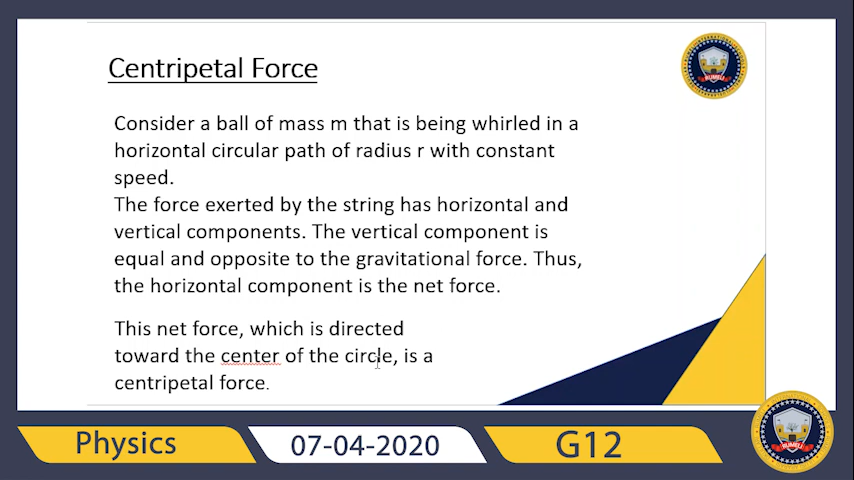 Centripetal Force
Consider a ball of mass m that is being whirled in a
horizontal circular path of radius r with constant
speed.
The force exerted by the string has horizontal and
vertical components. The vertical component is
equal and opposite to the gravitational force. Thus,
the horizontal component is the net force.
This net force, which is directed
toward the center of the circle, is a
centripetal force.
RUMELI
Physics
07-04-2020
G12
RUMELI